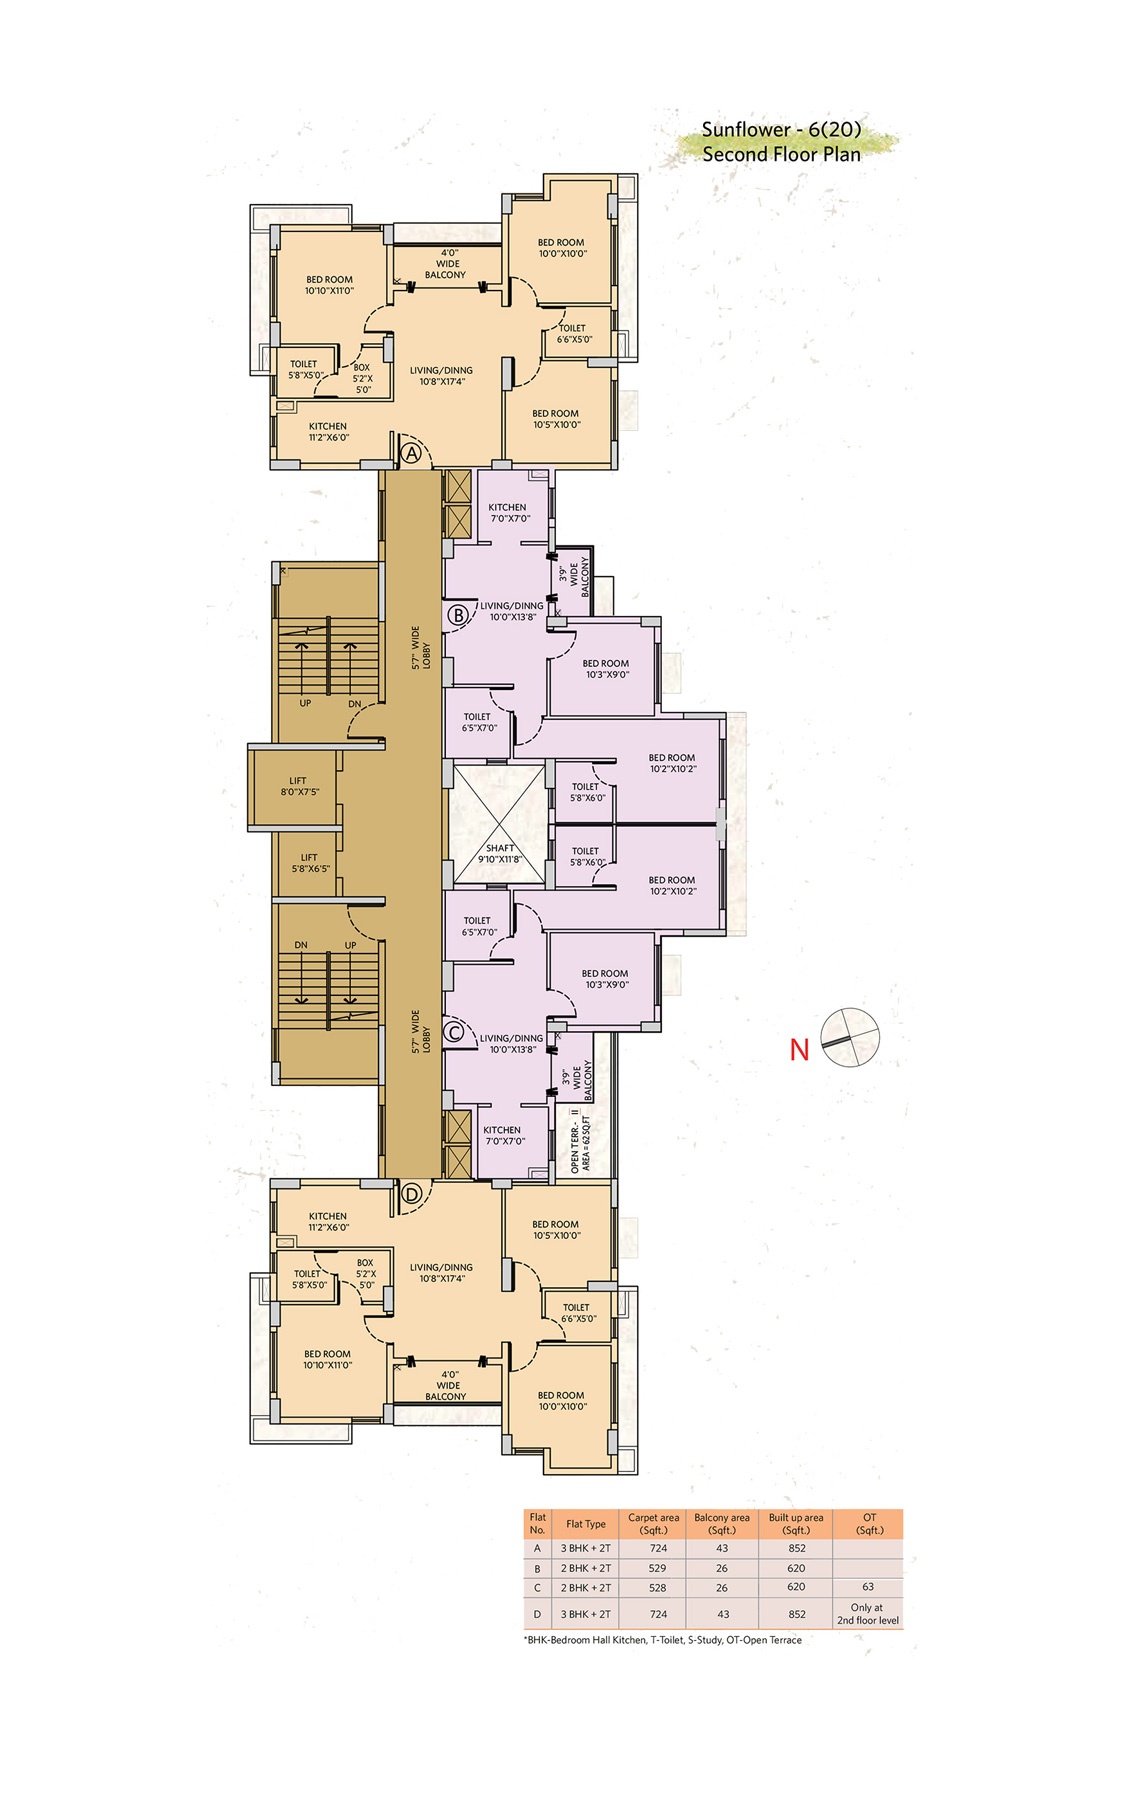 Sunflower - 6(20)
Second Floor Plan
BED ROOM
10'0"X10'0"
4'0"
WIDE
BALCONY
BED ROOM
10'10"X11'0"
TOILET
6'6"X5'0"
TOILET
5'8"X5'0"
BOX
5'2"X
5'0"
LIVING/DINNG
10'8"X17'4"
BED ROOM
10'5"X10'0"
KITCHEN
11'2"X6'0"
A
KITCHEN
7'0"X7'0"
3'9"
WIDE
BALCONY
B
LIVING/DINNG
10'0"X13'8"
5'7" WIDE
LOBBY
BED ROOM
10'3"X9'0"
UP
DN
TOILET
6'5"X7'0"
BED ROOM
10'2"X10'2"
LIFT
8'0"X7'5"
TOILET
5'8"X6'0"
SHAFT
9'10"X11'8"
LIFT
5'8"X6'5"
TOILET
5'8"X6'0"
BED ROOM
10'2"X10'2"
TOILET
6'5"X7'0"
DN
UP
BED ROOM
10'3"X9'0"
5'7" WIDE
LOBBY
C
LIVING/DINNG
10'0"X13'8"
N
3'9"
WIDE
BALCONY
KITCHEN
7'0"X7'0"
OPEN TERR.- II
AREA = 62 SQ.FT
D
KITCHEN
11'2"X6'0"
BED ROOM
10'5"X10'0"
LIVING/DINNG
10'8"X17'4"
TOILET
5'8"X5'0"
BOX
5'2"X
5'0"
TOILET
6'6"X5'0"
BED ROOM
10'10"X11'0"
4'0"
WIDE
BALCONY
BED ROOM
10'0"X10'0"
Flat No. Flat Type Carpet area (Sqft.) Balcony area (Sqft.) Built up area (Sqft.) OT (Sqft.)
A 3 BHK + 2T 724 43 852
B 2 BHK + 2T 529 26 620
C 2 BHK + 2T 528 26 620 63
D 3 BHK + 2T 724 43 852 Only at 2nd floor level
*BHK-Bedroom Hall Kitchen, T-Toilet, S-Study, OT-Open Terrace